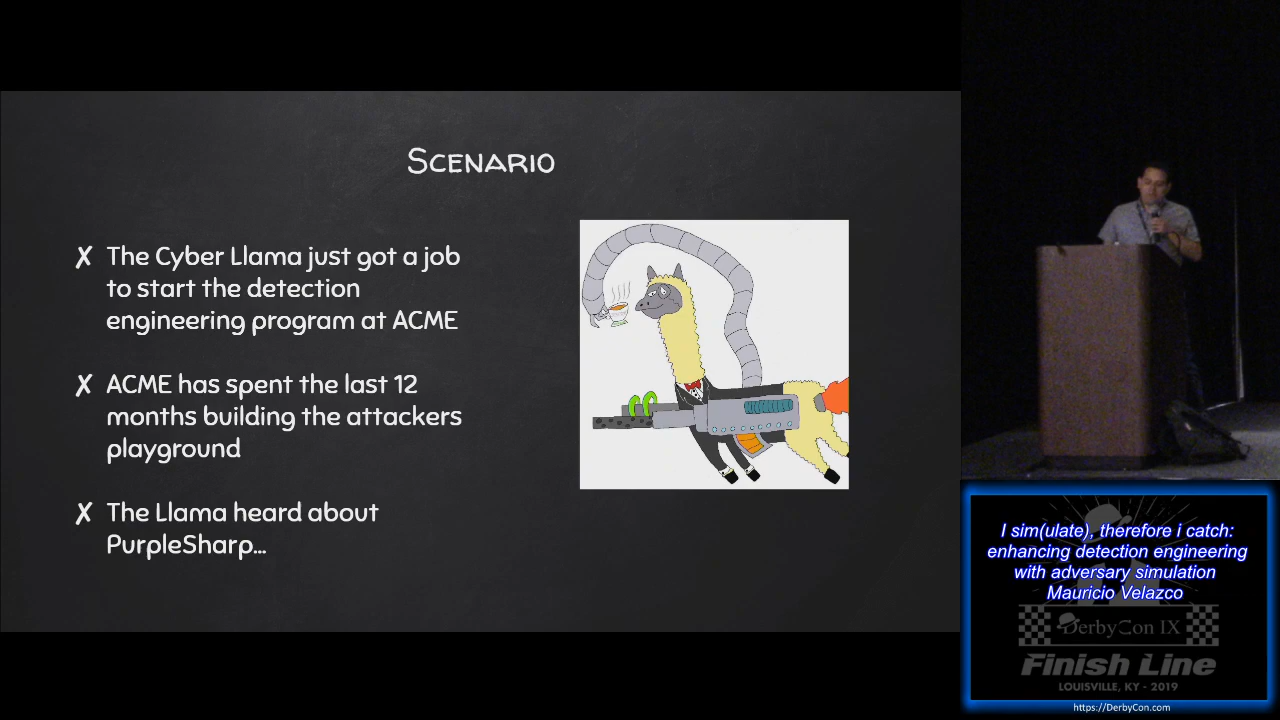 Scenario
✗ The Cyber Llama just got a job
to start the detection
engineering program at ACME
✗ ACME has spent the last 12
months building the attackers
playground
✗ The Llama heard about
PurpleSharp...
I sim(ulate), therefore i catch:
enhancing detection engineering
with adversary simulation
Mauricio Velazco
DerbyCon IX
Finish Line
LOUISVILLE, KY - 2019
https://DerbyCon.com